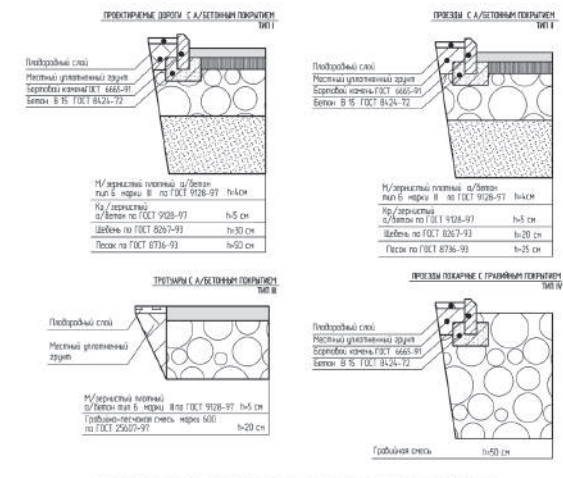 ПРОЕКТИРУЕМЫЕ ДОРОГИ С А/БЕТОННЫМ ПОКРЫТИЕМ
ТИП I
Плодородный слой
Местный уплотненный грунт
Бортовой камень ГОСТ 6665-91
Бетон В 15 ГОСТ 8424-72
М/зернистый плотный а/бетон
тип Б марки III по ГОСТ 9128-97 h=4см
Кр/зернистый
а/бетон по ГОСТ 9128-97 h=5 см
Щебень по ГОСТ 8267-93 h=30 см
Песок по ГОСТ 8736-93 h=50 см
ПРОЕЗДЫ С А/БЕТОННЫМ ПОКРЫТИЕМ
ТИП II
Плодородный слой
Местный уплотненный грунт
Бортовой камень ГОСТ 6665-91
Бетон В 15 ГОСТ 8424-72
М/зернистый плотный а/бетон
тип Б марки III по ГОСТ 9128-97 h=4см
Кр/зернистый
а/бетон по ГОСТ 9128-97 h=5 см
Щебень по ГОСТ 8267-93 h=20 см
Песок по ГОСТ 8736-93 h=25 см
ТРОТУАРЫ С А/БЕТОННЫМ ПОКРЫТИЕМ
ТИП III
Плодородный слой
Местный уплотненный
грунт
М/зернистый плотный
а/бетон тип Б марки III по ГОСТ 9128-97 h=5 см
Гравийно-песчаная смесь марка 600
по ГОСТ 25607-97 h=20 см
ПРОЕЗДЫ ПОЖАРНЫЕ С ГРАВИЙНЫМ ПОКРЫТИЕМ
ТИП IV
Плодородный слой
Местный уплотненный грунт
Бортовой камень ГОСТ 6665-91
Бетон В 15 ГОСТ 8424-72
Гравийная смесь h=50 см